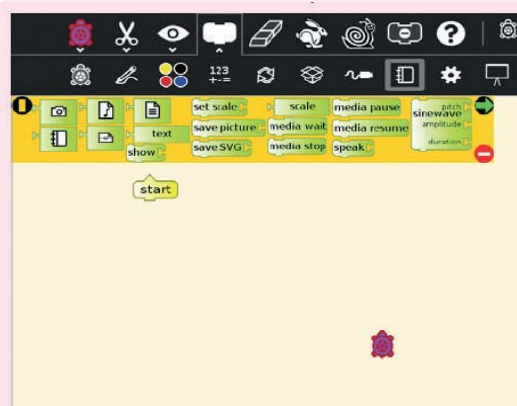 ?
123
+-=
set scale scale media pause pitch
sinewave
save picture media wait media resume amplitude
text
save SVG media stop speak duration
show
start